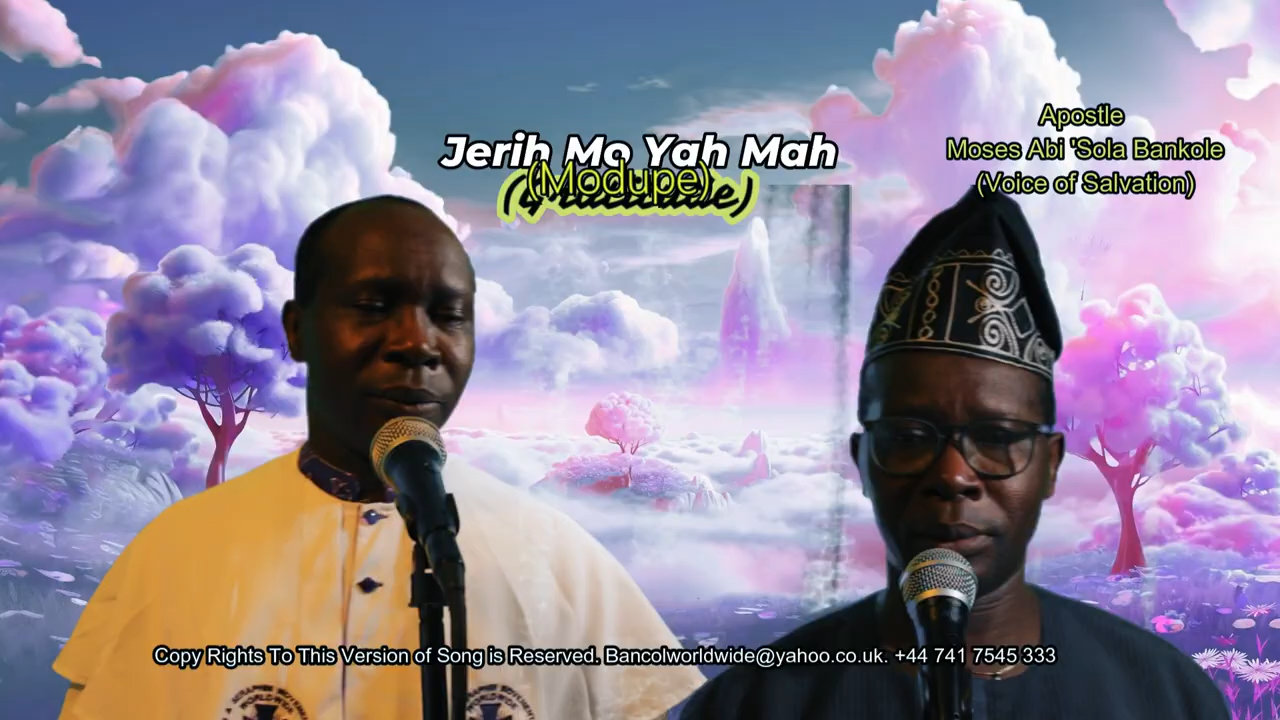 Jerih Mo Yah Mah
(Modupe)
Apostle
Moses Abi 'Sola Bankole
(Voice of Salvation)
Copy Rights To This Version of Song is Reserved. Bancolworldwide@yahoo.co.uk. +44 741 7545 333